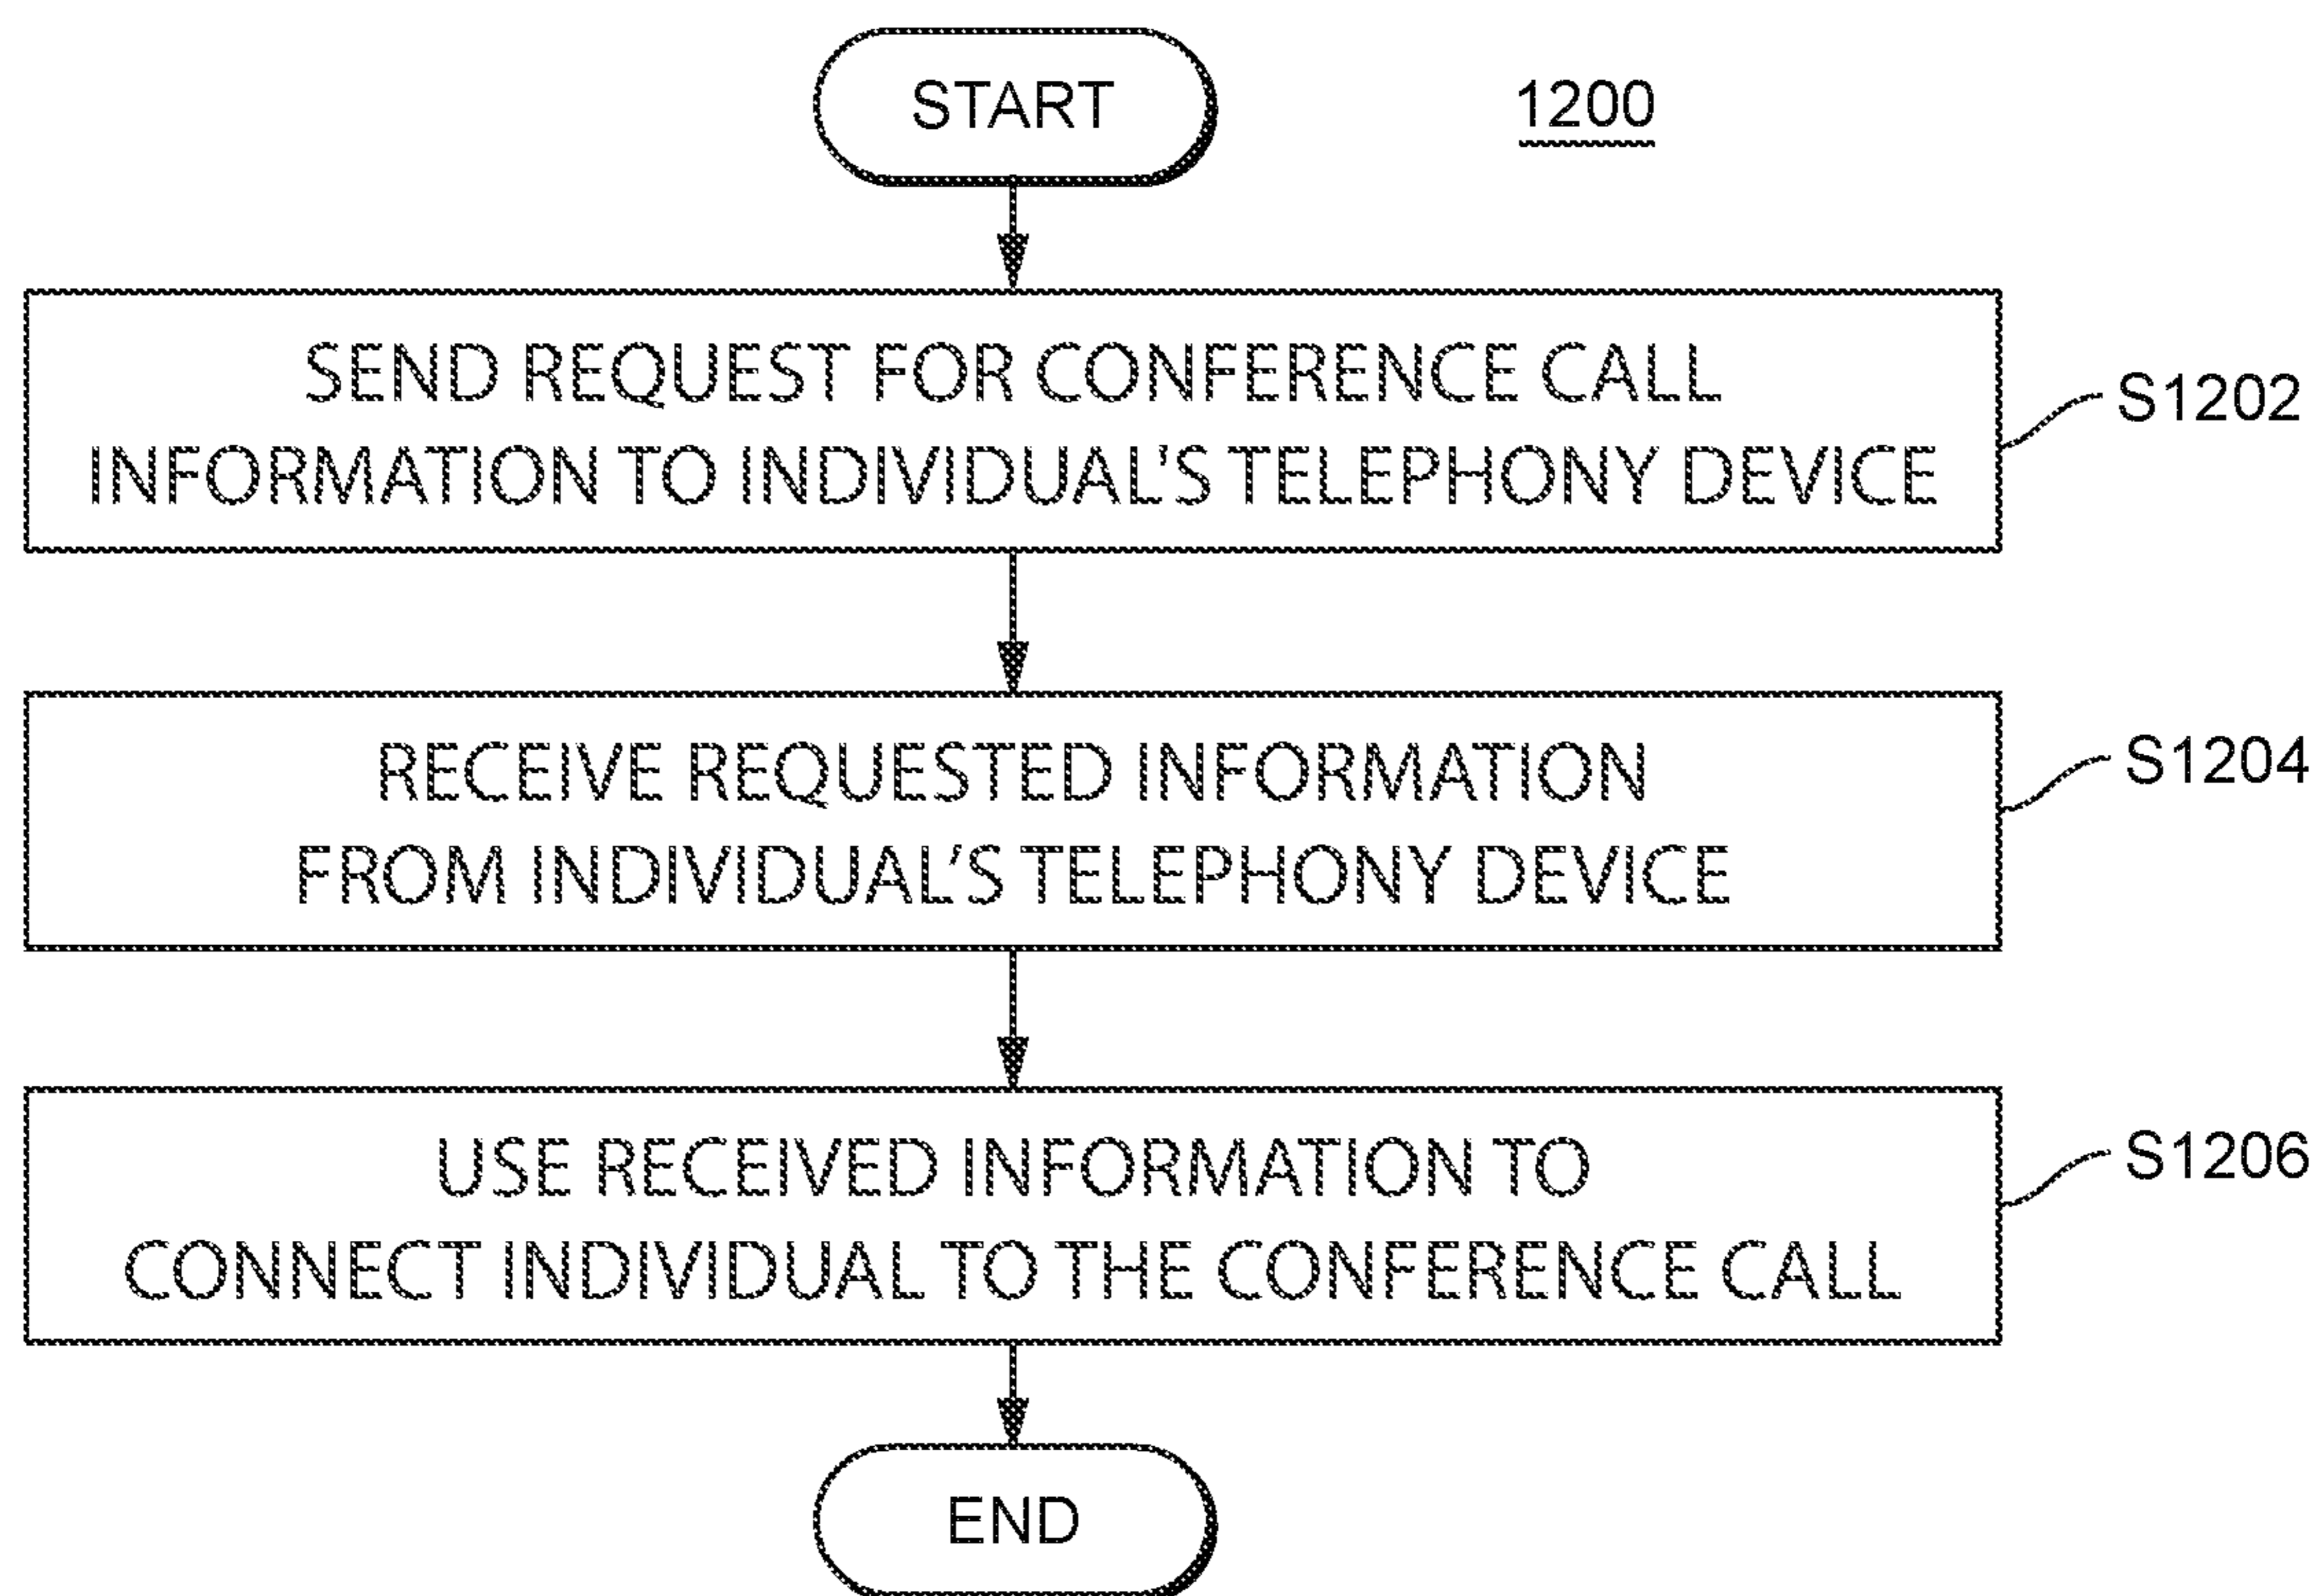 START
1200
SEND REQUEST FOR CONFERENCE CALL
INFORMATION TO INDIVIDUAL'S TELEPHONY DEVICE
S1202
RECEIVE REQUESTED INFORMATION
FROM INDIVIDUAL'S TELEPHONY DEVICE
S1204
USE RECEIVED INFORMATION TO
CONNECT INDIVIDUAL TO THE CONFERENCE CALL
S1206
END